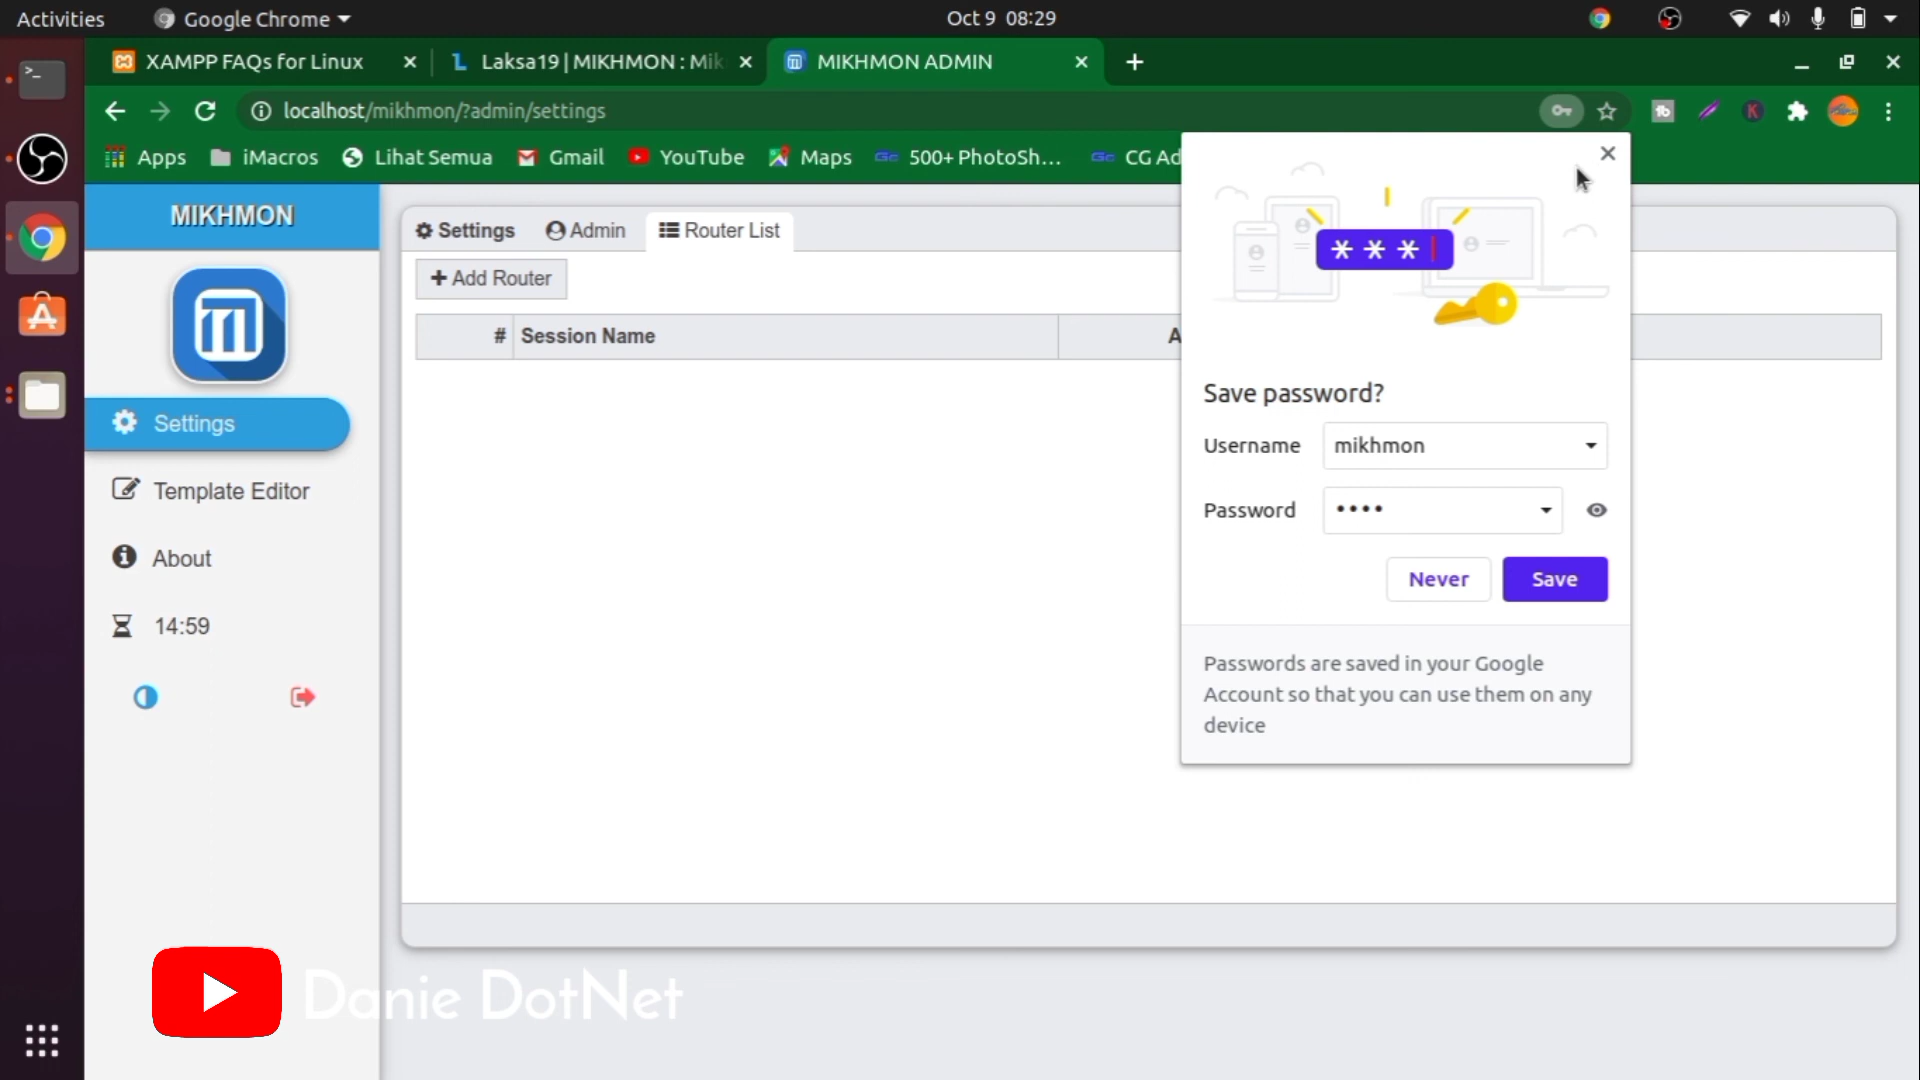 Activities
Google Chrome
Oct 9 08:29
XAMPP FAQs for Linux
Laksa19 | MIKHMON : Mik
MIKHMON ADMIN
localhost/mikhmon/?admin/settings
Apps
iMacros
Lihat Semua
Gmail
YouTube
Maps
500+ PhotoSh...
CG Ad
MIKHMON
Settings
Admin
Router List
+ Add Router
#
Session Name
A
Settings
Template Editor
About
14:59
* * *
Save password?
Username
mikhmon
Password
••••
Never
Save
Passwords are saved in your Google
Account so that you can use them on any
device
Danie DotNet